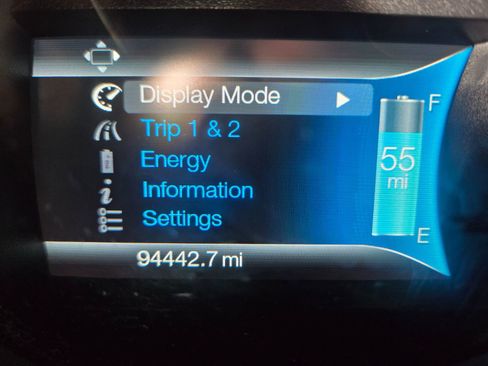 Display Mode
Trip 1 & 2
Energy
Information
Settings
94442.7 mi
F
55
mi
E